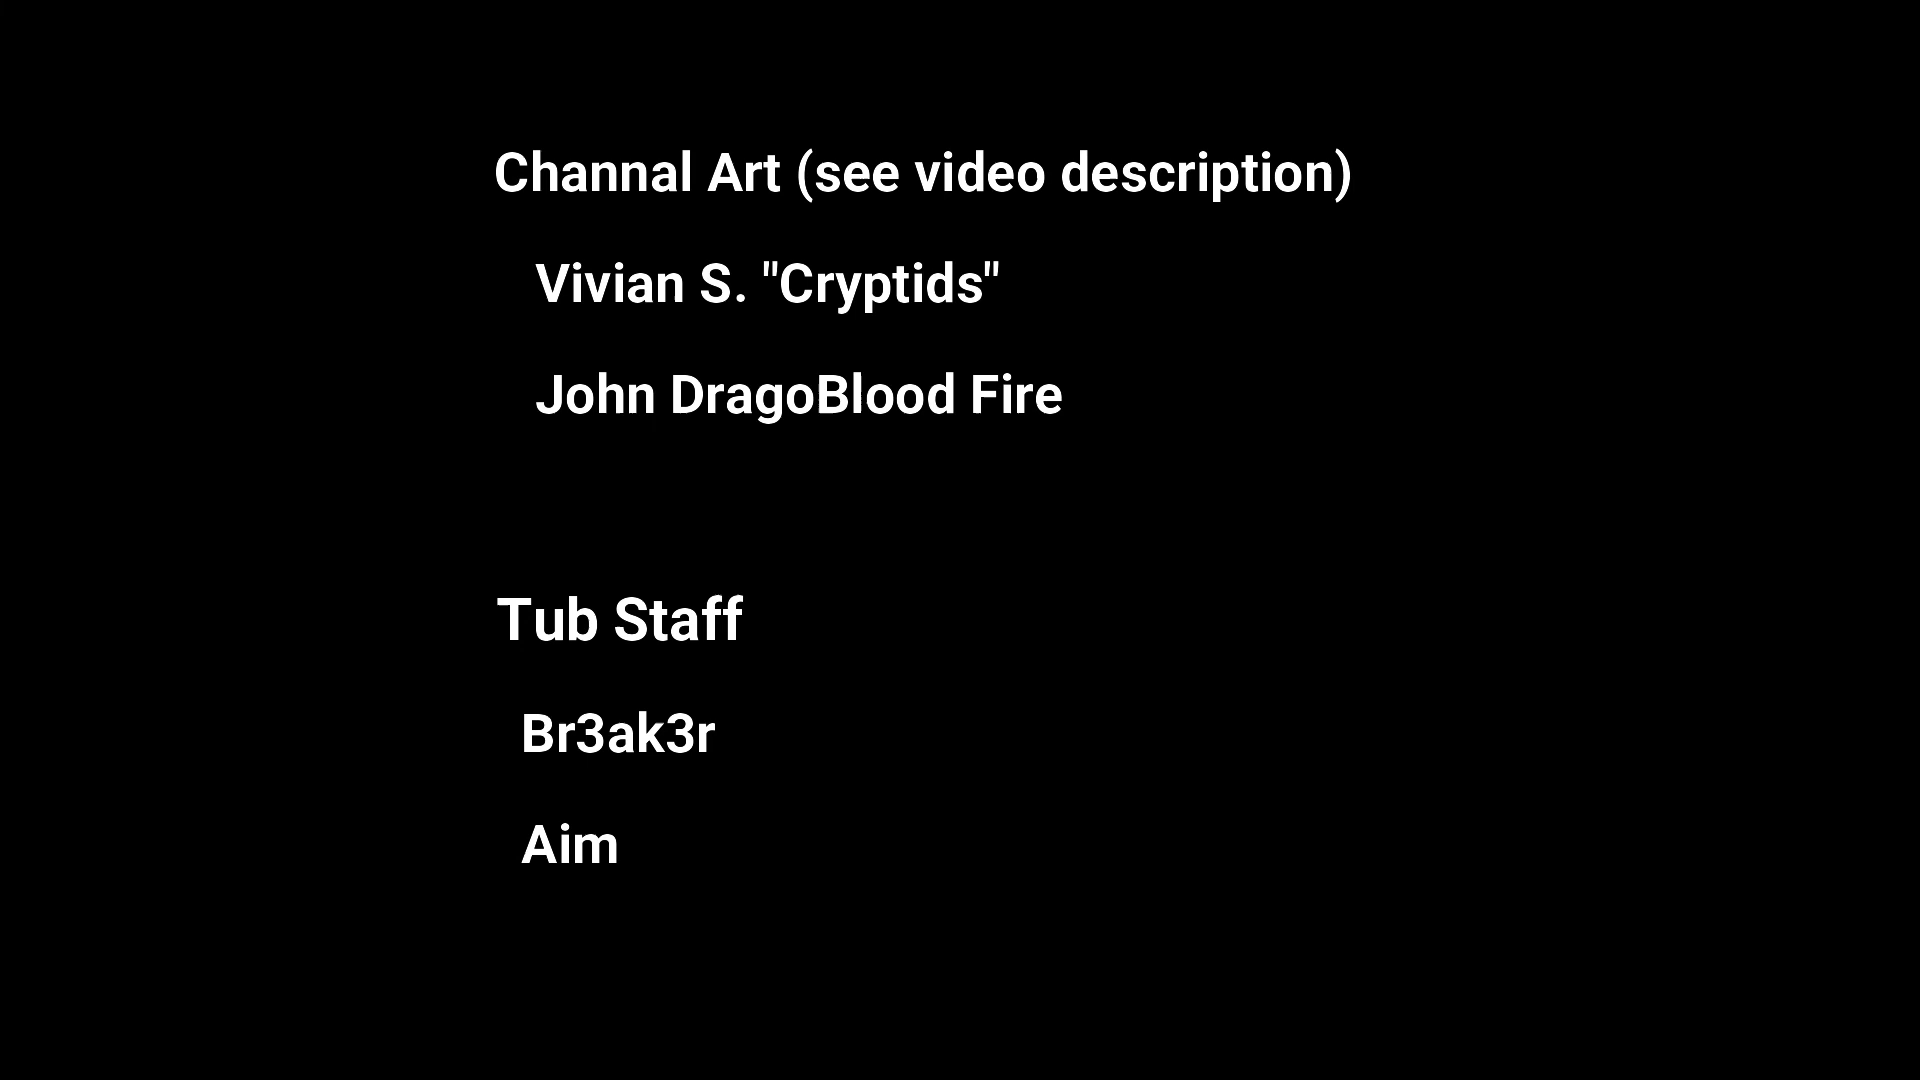 Channal Art (see video description)
Vivian S. "Cryptids"
John DragoBlood Fire
Tub Staff
Br3ak3r
Aim